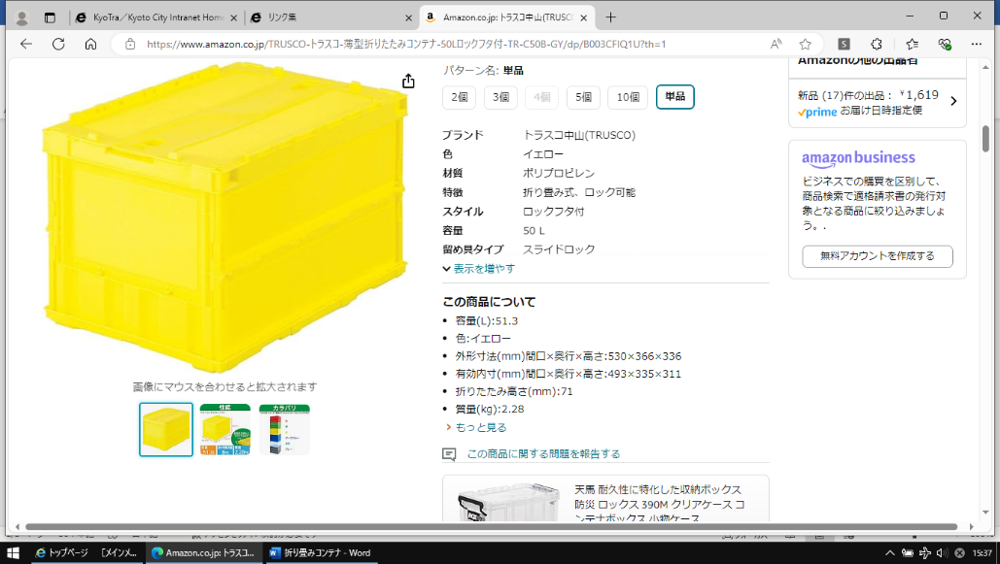 KyoTra／Kyoto City Intranet Home
リンク集
Amazon.co.jp: トラスコ中山(TRUSC
https://www.amazon.co.jp/TRUSCO-トラスコ-薄型折りたたみコンテナ-50Lロックフタ付-TR-C50B-GY/dp/B003CFIQ1U?th=1
パターン名: 単品
2個 3個 4個 5個 10個 単品
ブランド トラスコ中山(TRUSCO)
色 イエロー
材質 ポリプロピレン
特徴 折り畳み式、ロック可能
スタイル ロックフタ付
容量 50 L
留め具タイプ スライドロック
表示を増やす
この商品について
• 容量(L):51.3
• 色:イエロー
• 外形寸法(mm)間口×奥行×高さ:530×366×336
• 有効内寸(mm)間口×奥行×高さ:493×335×311
• 折りたたみ高さ(mm):71
• 質量(kg):2.28
もっと見る
この商品に関する問題を報告する
天馬 耐久性に特化した収納ボックス
防災 ロックス 390M クリアケース コ
ンテナボックス 小物ケース
画像にマウスを合わせると拡大されます
性能
カラバリ
Amazonの他の出品者
新品 (17)件の出品： ￥1,619
prime お届け日時指定便
amazon business
ビジネスでの購買を区別して、
商品検索で適格請求書の発行対
象となる商品に絞り込みましょ
う。.
無料アカウントを作成する
トップページ [メインメ...
Amazon.co.jp: トラスコ...
折り畳みコンテナ - Word
15:37